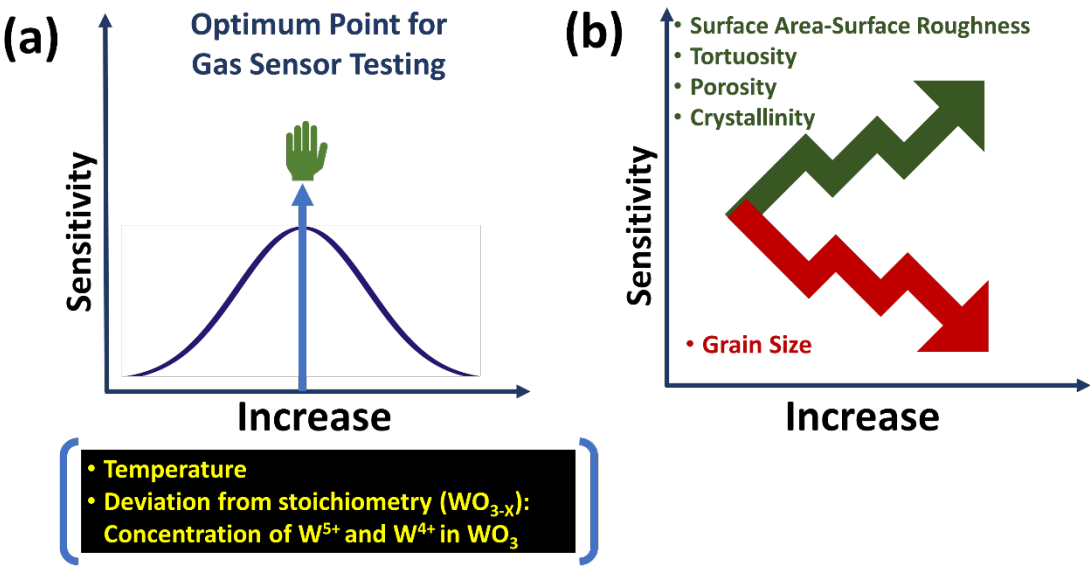 (a)
Optimum Point for
Gas Sensor Testing
Sensitivity
Increase
• Temperature
• Deviation from stoichiometry (WO₃₋ₓ):
Concentration of W⁵⁺ and W⁴⁺ in WO₃
(b)
• Surface Area-Surface Roughness
• Tortuosity
• Porosity
• Crystallinity
Sensitivity
• Grain Size
Increase